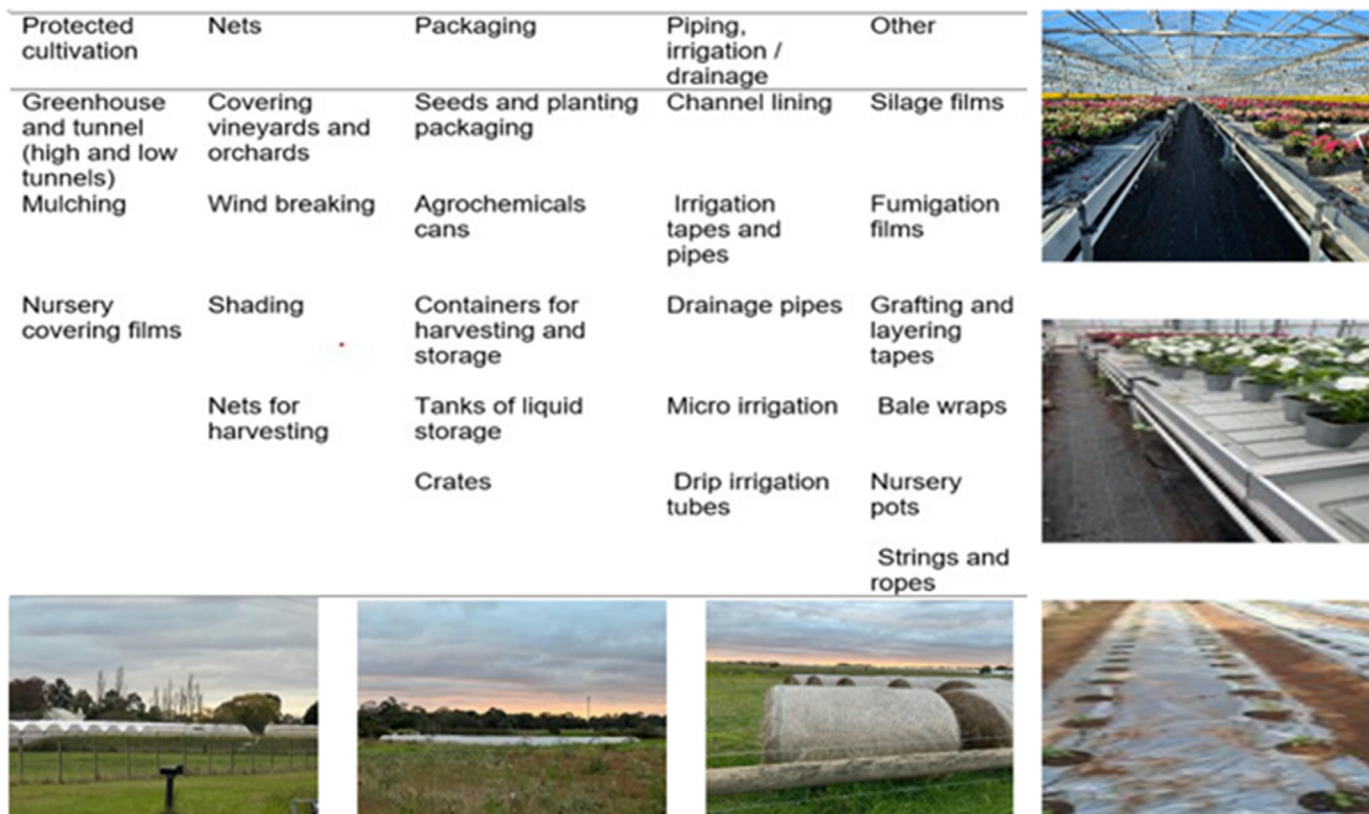 Protected cultivation	Nets	Packaging	Piping, irrigation / drainage	Other
Greenhouse and tunnel (high and low tunnels)	Covering vineyards and orchards	Seeds and planting packaging	Channel lining	Silage films
Mulching	Wind breaking	Agrochemicals cans	Irrigation tapes and pipes	Fumigation films
Nursery covering films	Shading	Containers for harvesting and storage	Drainage pipes	Grafting and layering tapes
Nets for harvesting	Tanks of liquid storage	Micro irrigation	Bale wraps
Crates	Drip irrigation tubes	Nursery pots
Strings and ropes